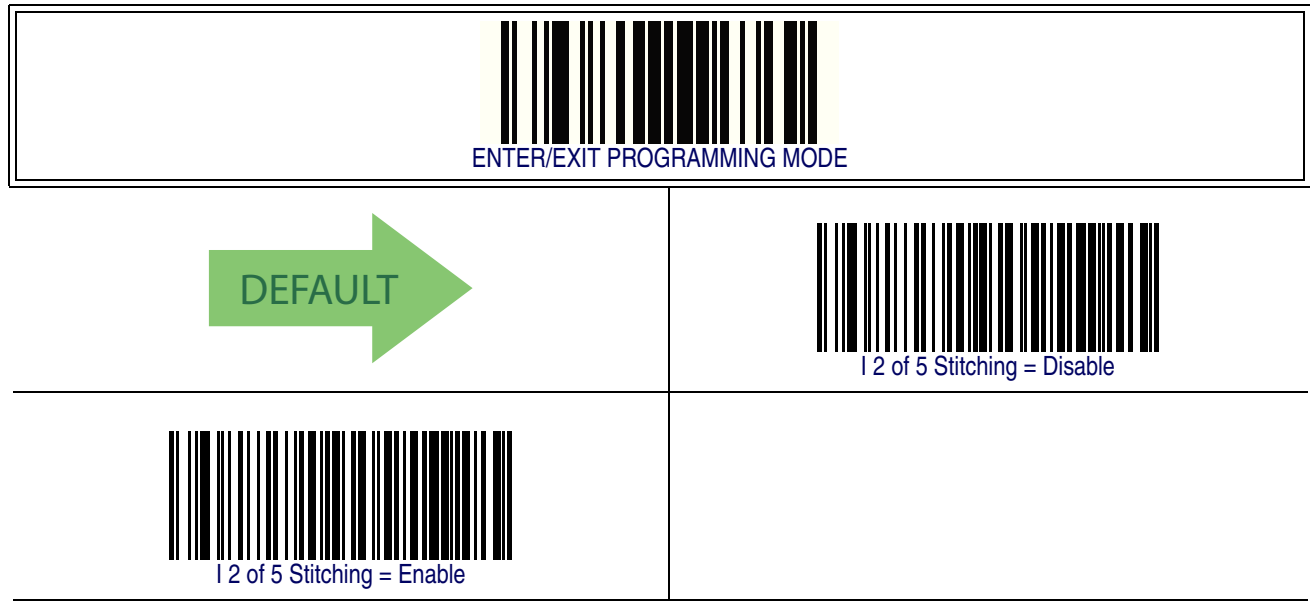 ENTER/EXIT PROGRAMMING MODE
DEFAULT
I 2 of 5 Stitching = Disable
I 2 of 5 Stitching = Enable